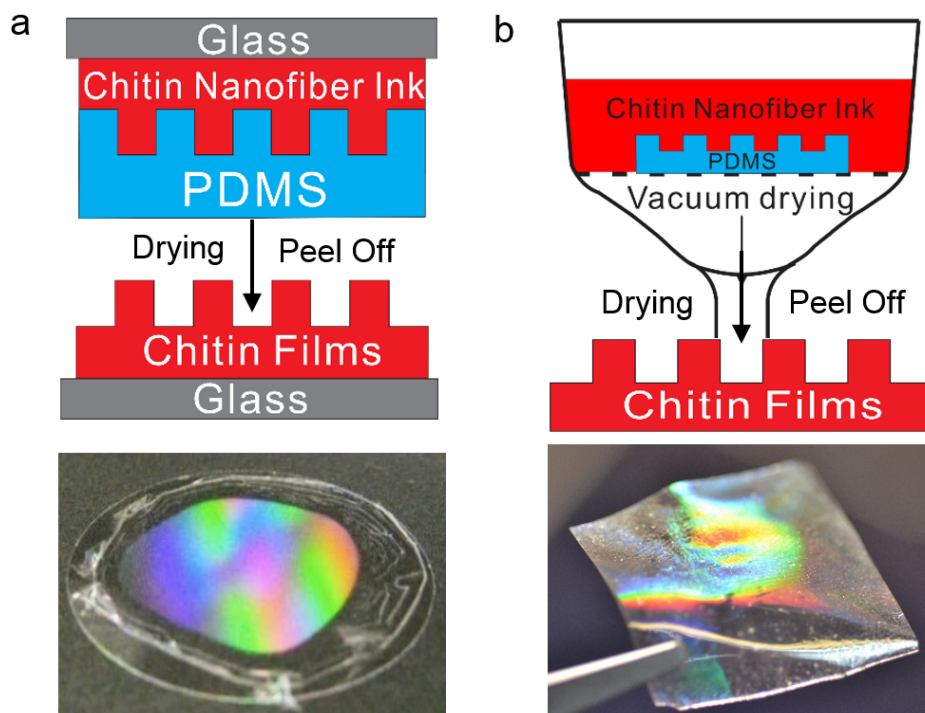 a
Glass
Chitin Nanofiber Ink
PDMS
Drying
Peel Off
Chitin Films
Glass
b
Chitin Nanofiber Ink
PDMS
Vacuum drying
Drying
Peel Off
Chitin Films